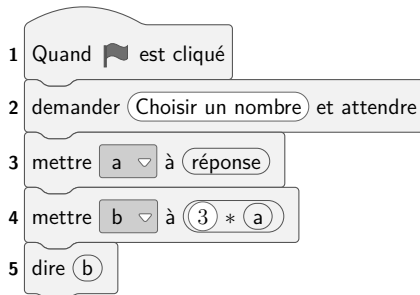 1 Quand est cliqué
2 demander Choisir un nombre et attendre
3 mettre a à réponse
4 mettre b à 3 * a
5 dire b